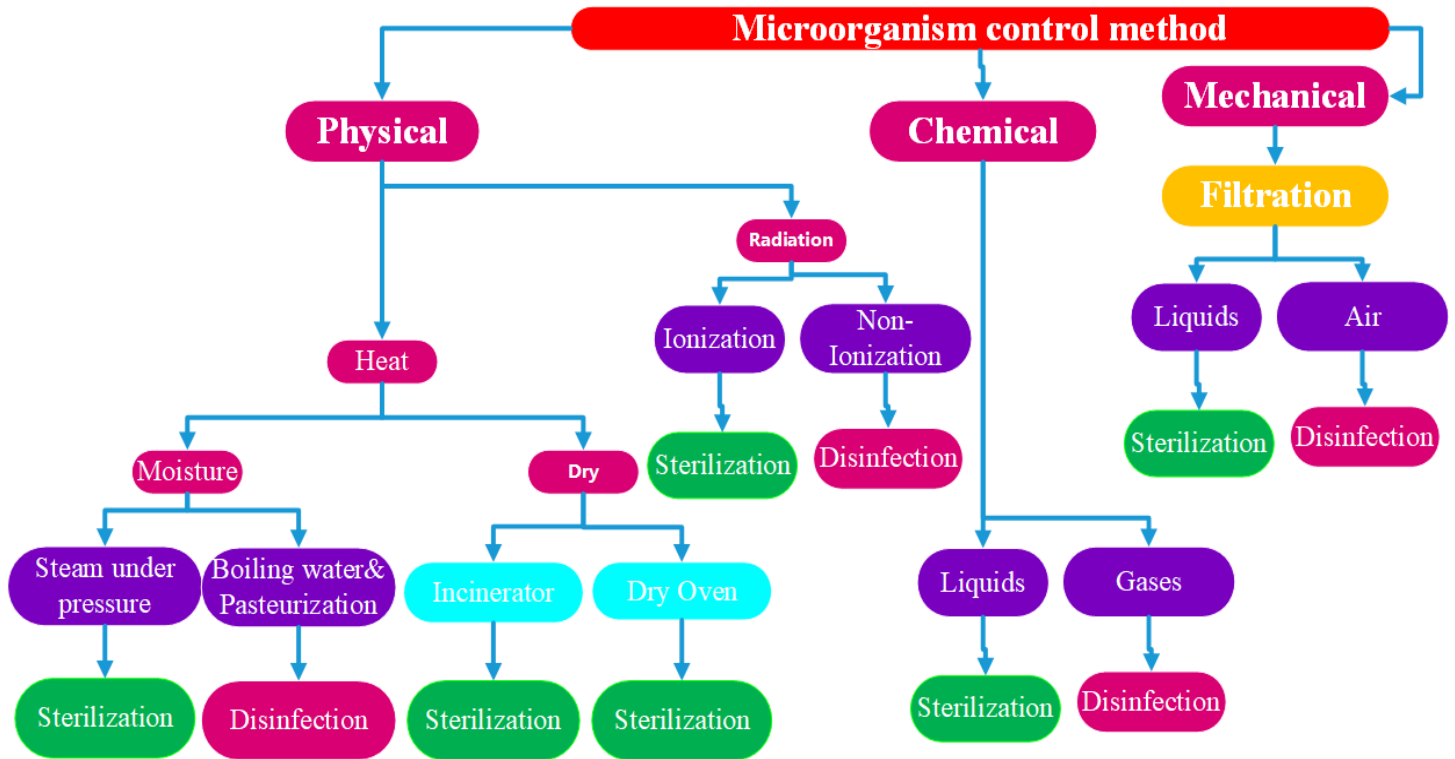 Microorganism control method
Mechanical
Physical
Chemical
Filtration
Radiation
Liquids
Air
Ionization
Non-
Ionization
Heat
Sterilization
Disinfection
Moisture
Dry
Sterilization
Disinfection
Steam under
pressure
Boiling water&
Pasteurization
Incinerator
Dry Oven
Liquids
Gases
Sterilization
Disinfection
Sterilization
Sterilization
Sterilization
Disinfection